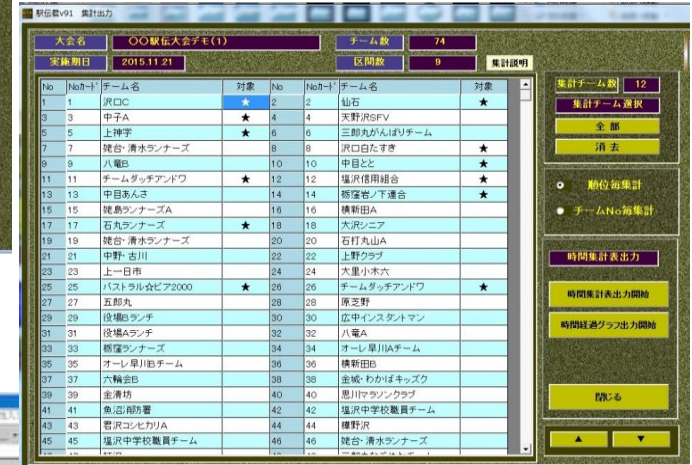 駅伝君v91 集計出力
大会名 〇〇駅伝大会デモ(1) チーム数 74
実施期日 2015.11.21 区間数 9 集計説明
No Noカード チーム名 対象 No Noカード チーム名 対象
1 1 沢口C ★ 2 2 仙石 ★
3 3 中子A ★ 4 4 天野沢SFV
5 5 上神字 ★ 6 6 三郎丸がんばりチーム
7 7 姥台・清水ランナーズ 8 8 沢口白たすき ★
9 9 八竜B 10 10 中目とと ★
11 11 チームダッチアンドワ ★ 12 12 塩沢信用組合 ★
13 13 中目あんさ 14 14 栃窪岩ノ下連合 ★
15 15 姥島ランナーズA 16 16 横新田A
17 17 石丸ランナーズ ★ 18 18 大沢シニア
19 19 姥台・清水ランナーズ 20 20 石打丸山A
21 21 中野・古川 22 22 上野クラブ
23 23 上一日市 24 24 大里小木六
25 25 パストラル☆ピア2000 ★ 26 26 チームダッチアンドワ ★
27 27 五郎丸 28 28 原芝野
29 29 役場Bランチ 30 30 広中インスタントマン
31 31 役場Aランチ 32 32 八竜A
33 33 栃窪ランナーズ 34 34 オーレ早川Aチーム
35 35 オーレ早川Bチーム 36 36 横新田B
37 37 六輪会B 38 38 金城・わかばキッズク
39 39 金清坊 40 40 思川マラソンクラブ
41 41 魚沼消防署 42 42 塩沢中学校職員チーム
43 43 君沢コシヒカリA 44 44 樺野沢
45 45 塩沢中学校職員チーム 46 46 姥台・清水ランナーズ
集計チーム数 12
集計チーム選択
全部
消去
順位毎集計
チームNo毎集計
時間集計表出力
時間集計表出力開始
時間経過グラフ出力開始
閉じる
▲ ▼